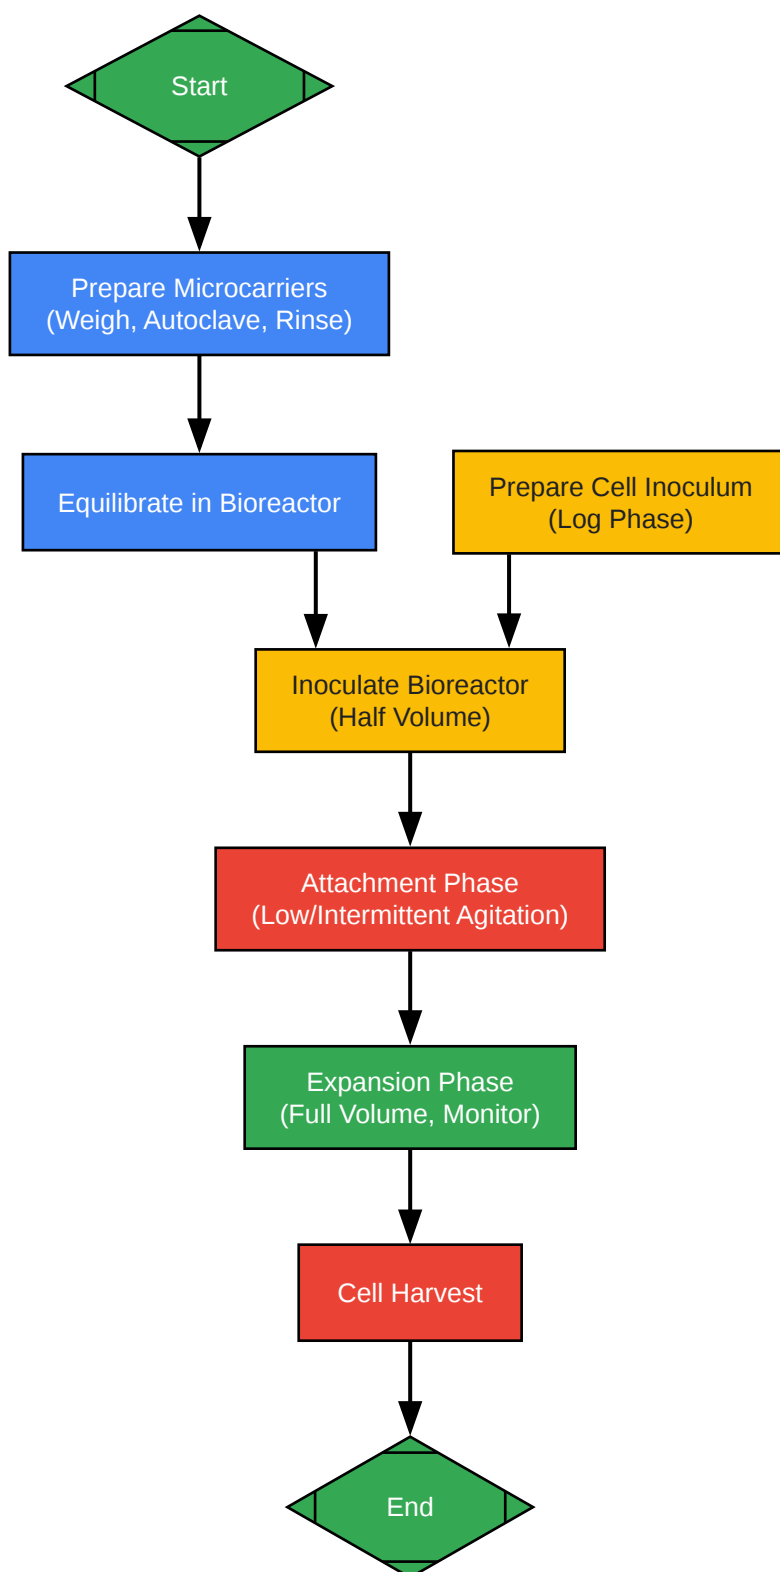 Start
Prepare Microcarriers
(Weigh, Autoclave, Rinse)
Equilibrate in Bioreactor
Prepare Cell Inoculum
(Log Phase)
Inoculate Bioreactor
(Half Volume)
Attachment Phase
(Low/Intermittent Agitation)
Expansion Phase
(Full Volume, Monitor)
Cell Harvest
End